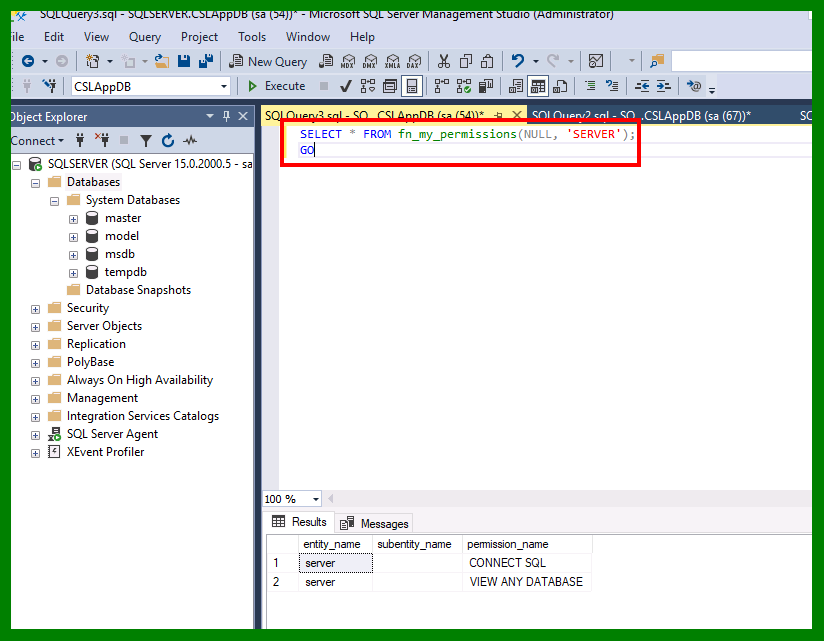 SQLQuery3.sql - SQLSERVER.CSLAppDB (sa (54))* - Microsoft SQL Server Management Studio (Administrator)
ile Edit View Query Project Tools Window Help
New Query MDX DMX XMLA DAX
CSLAppDB Execute
Object Explorer
Connect
SQLSERVER (SQL Server 15.0.2000.5 - sa
Databases
System Databases
master
model
msdb
tempdb
Database Snapshots
Security
Server Objects
Replication
PolyBase
Always On High Availability
Management
Integration Services Catalogs
SQL Server Agent
XEvent Profiler
SQLQuery3.sql - SQ...CSLAppDB (sa (54))* SQLQuery2.sql - SQ...CSLAppDB (sa (67))* SC
SELECT * FROM fn_my_permissions(NULL, 'SERVER');
GO
100 %
Results Messages
entity_name subentity_name permission_name
1 server CONNECT SQL
2 server VIEW ANY DATABASE